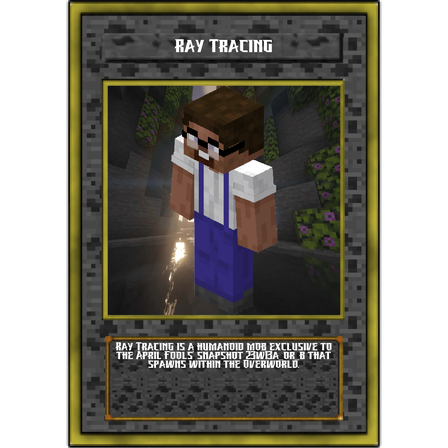 Ray Tracing
Ray Tracing is a humanoid mob exclusive to
the April Fools' snapshot 23w13a_or_b that
spawns within the Overworld.